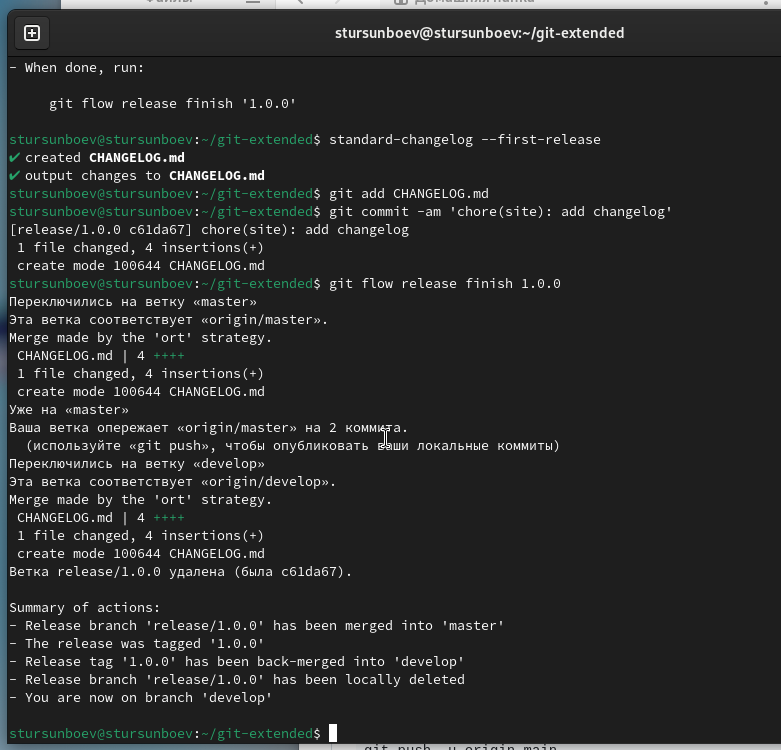 stursunboev@stursunboev:~/git-extended
- When done, run:
git flow release finish '1.0.0'
stursunboev@stursunboev:~/git-extended$ standard-changelog --first-release
✔ created CHANGELOG.md
✔ output changes to CHANGELOG.md
stursunboev@stursunboev:~/git-extended$ git add CHANGELOG.md
stursunboev@stursunboev:~/git-extended$ git commit -am 'chore(site): add changelog'
[release/1.0.0 c61da67] chore(site): add changelog
1 file changed, 4 insertions(+)
create mode 100644 CHANGELOG.md
stursunboev@stursunboev:~/git-extended$ git flow release finish 1.0.0
Переключились на ветку «master»
Эта ветка соответствует «origin/master».
Merge made by the 'ort' strategy.
CHANGELOG.md | 4 ++++
1 file changed, 4 insertions(+)
create mode 100644 CHANGELOG.md
Уже на «master»
Ваша ветка опережает «origin/master» на 2 коммита.
(используйте «git push», чтобы опубликовать ваши локальные коммиты)
Переключились на ветку «develop»
Эта ветка соответствует «origin/develop».
Merge made by the 'ort' strategy.
CHANGELOG.md | 4 ++++
1 file changed, 4 insertions(+)
create mode 100644 CHANGELOG.md
Ветка release/1.0.0 удалена (была c61da67).
Summary of actions:
- Release branch 'release/1.0.0' has been merged into 'master'
- The release was tagged '1.0.0'
- Release tag '1.0.0' has been back-merged into 'develop'
- Release branch 'release/1.0.0' has been locally deleted
- You are now on branch 'develop'
stursunboev@stursunboev:~/git-extended$